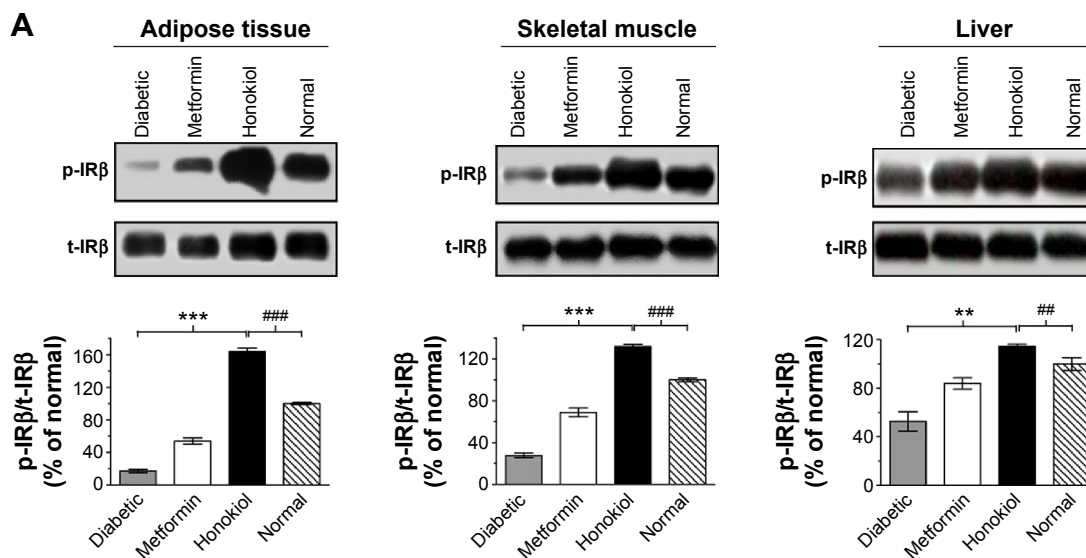 A
Adipose tissue
Diabetic
Metformin
Honokiol
Normal
p-IRβ
t-IRβ
*** ###
p-IRβ/t-IRβ
(% of normal)
160
120
80
40
0
Diabetic
Metformin
Honokiol
Normal
Skeletal muscle
Diabetic
Metformin
Honokiol
Normal
p-IRβ
t-IRβ
*** ###
p-IRβ/t-IRβ
(% of normal)
120
80
40
0
Diabetic
Metformin
Honokiol
Normal
Liver
Diabetic
Metformin
Honokiol
Normal
p-IRβ
t-IRβ
** ##
p-IRβ/t-IRβ
(% of normal)
120
80
40
0
Diabetic
Metformin
Honokiol
Normal